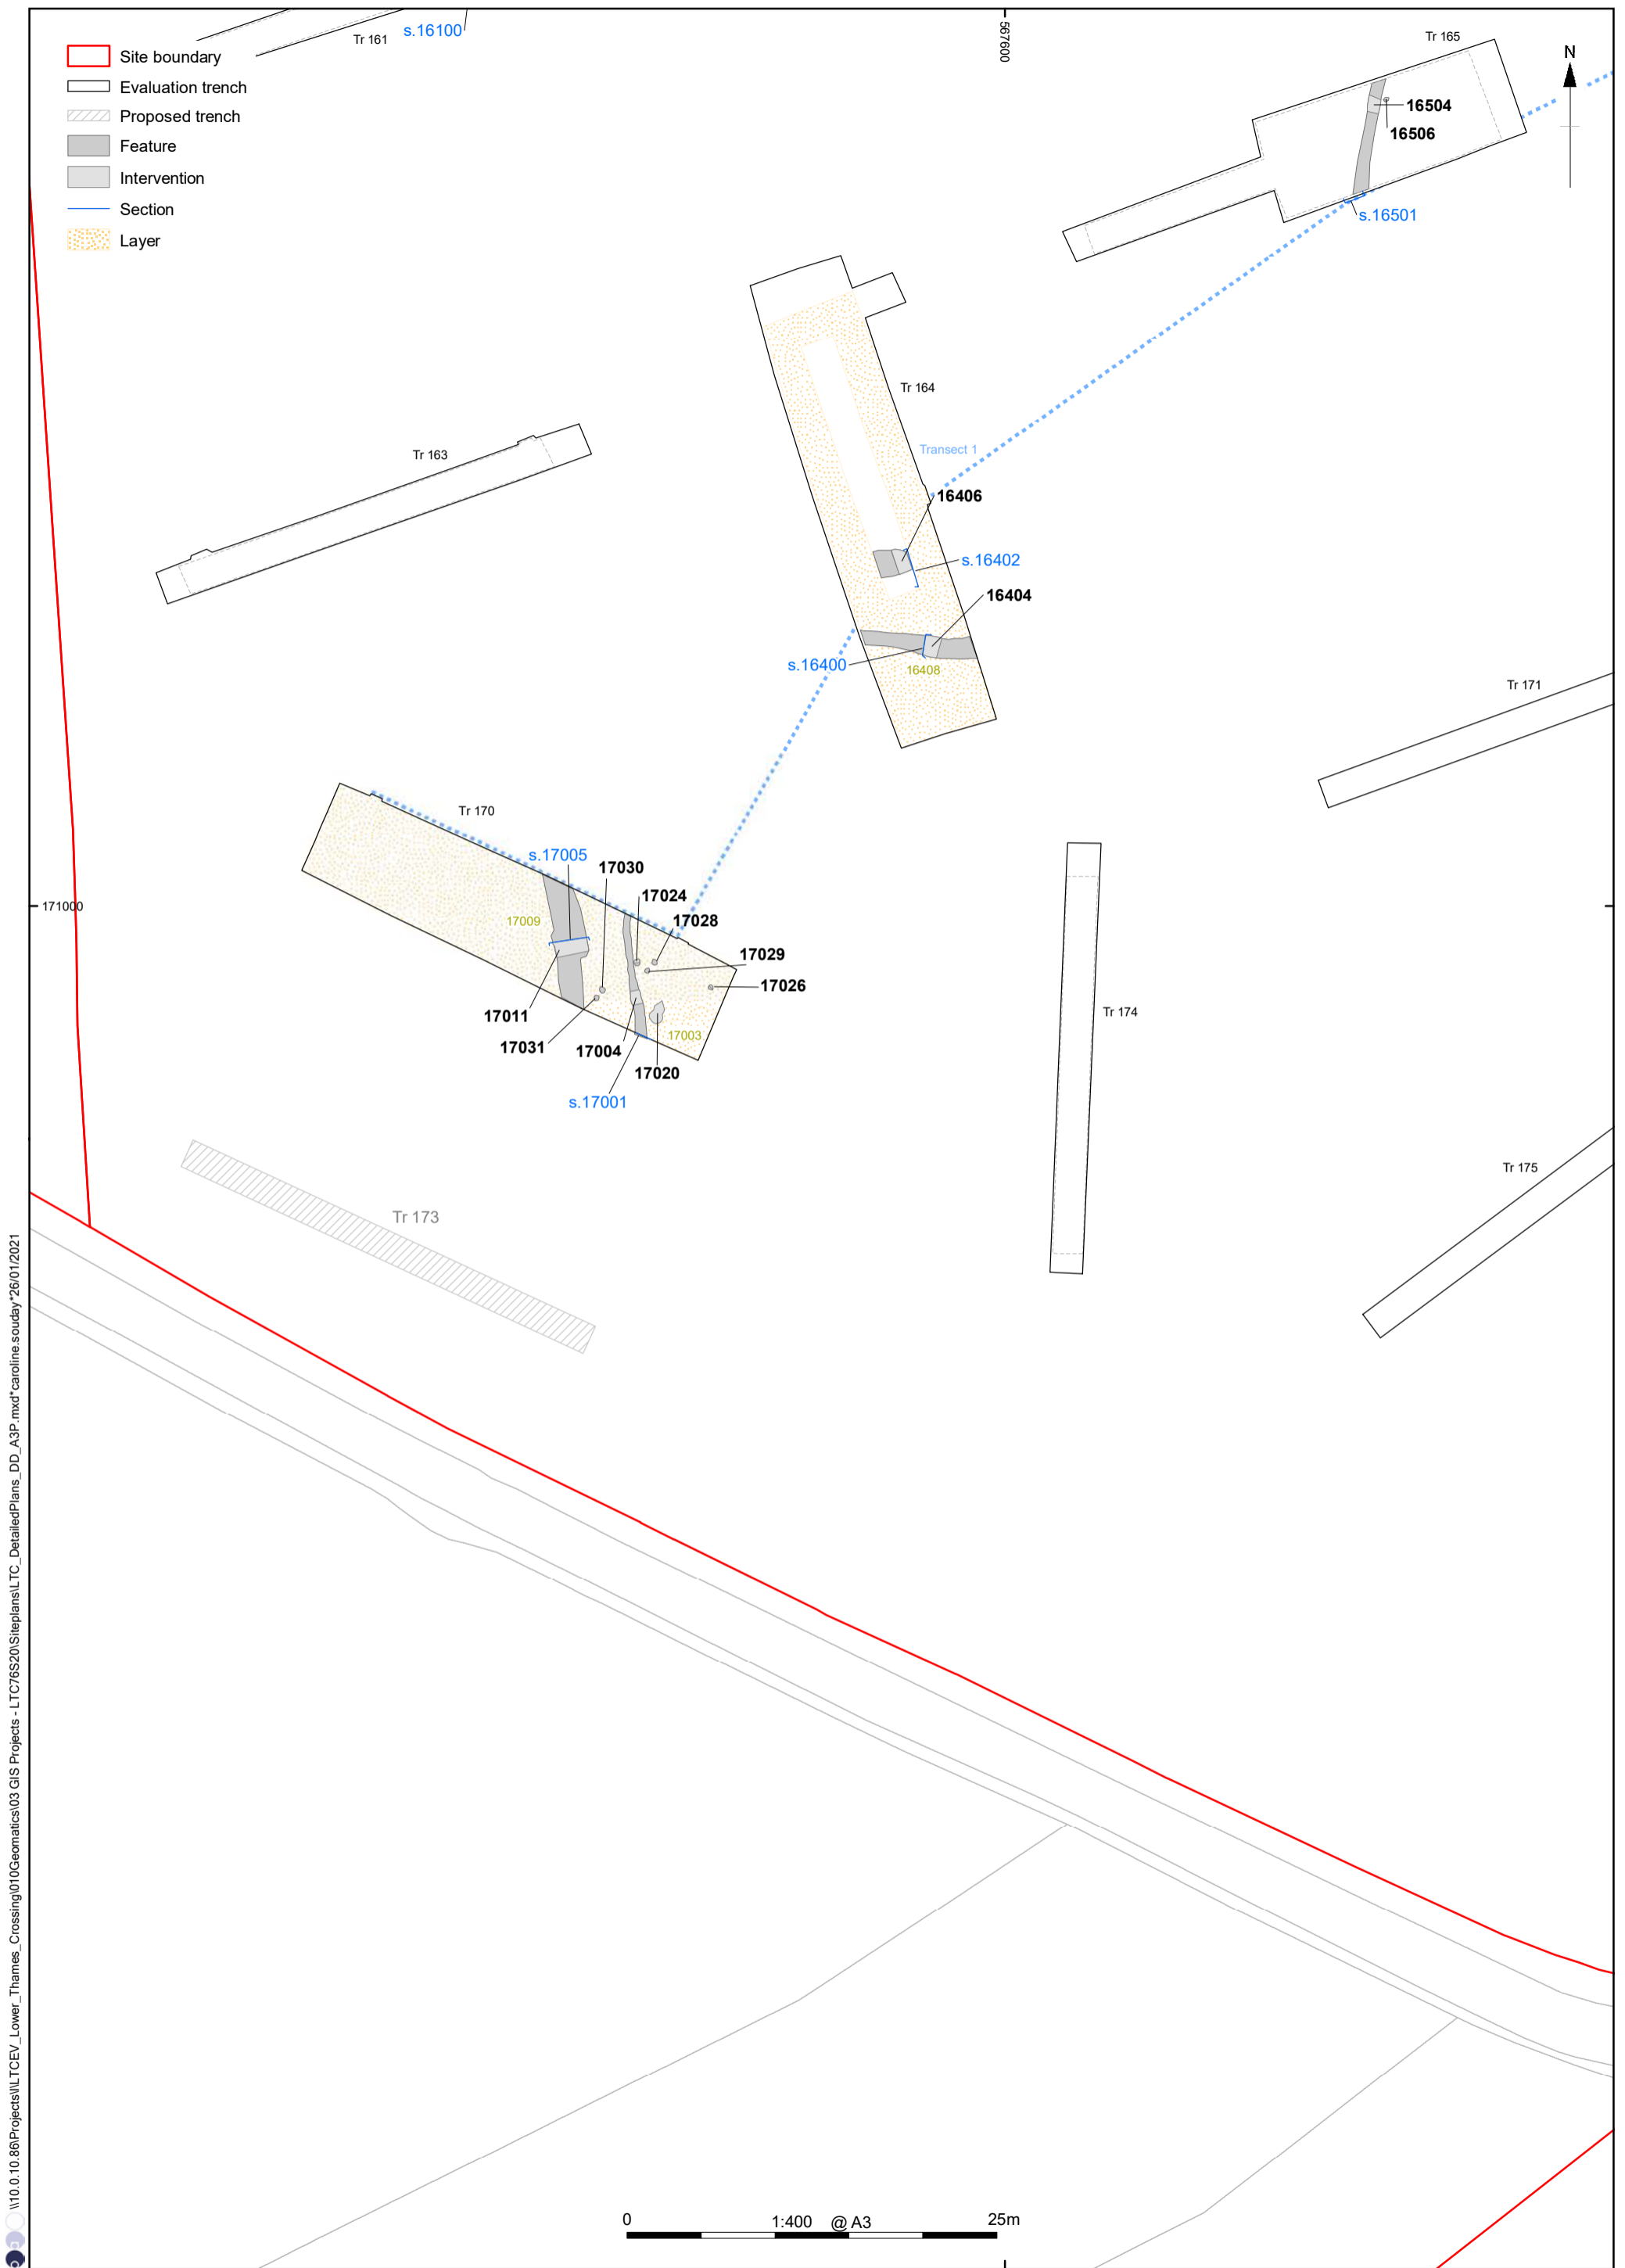 Tr 161
s.16100
567600
Tr 165
N
Site boundary
Evaluation trench
Proposed trench
Feature
Intervention
Section
Layer
16504
16506
s.16501
Tr 164
Transect 1
Tr 163
16406
s.16402
16404
s.16400
16408
Tr 171
Tr 170
s.17005
17030
17024
17028
171000
17009
17029
17026
17011
17031
17004
17003
17020
s.17001
Tr 174
Tr 175
Tr 173
0
1:400 @ A3
25m
\\10.0.10.86\Projects\l\LTCEV_Lower_Thames_Crossing\010Geomatics\03 GIS Projects - LTC76S20\Siteplans\LTC_DetailedPlans_DD_A3P.mxd*caroline.souday*26/01/2021